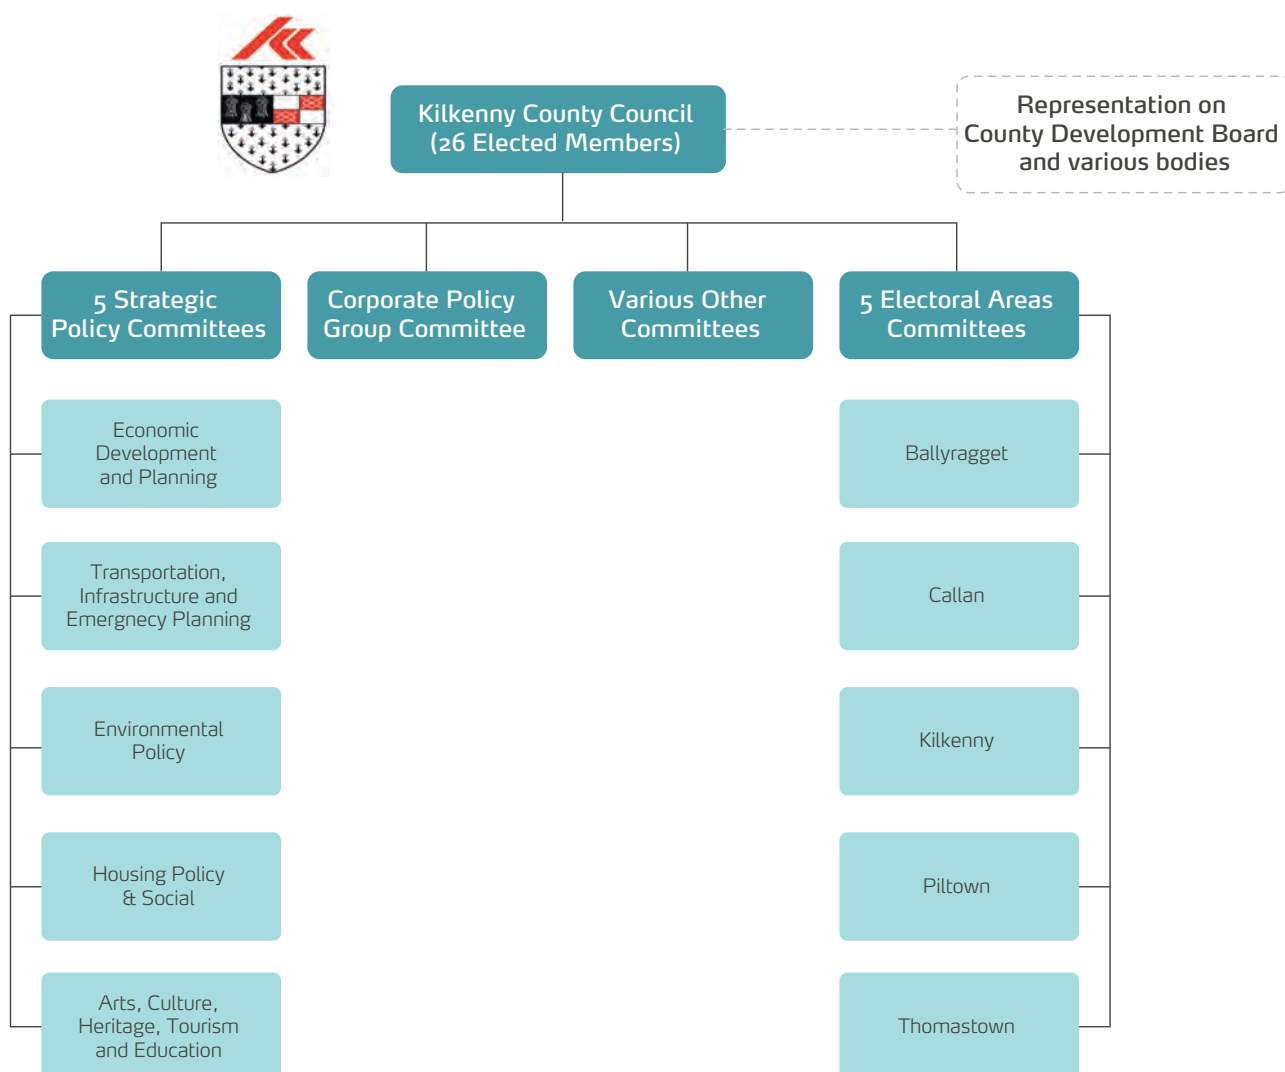 Kilkenny County Council
(26 Elected Members)
Representation on
County Development Board
and various bodies
5 Strategic
Policy Committees
Corporate Policy
Group Committee
Various Other
Committees
5 Electoral Areas
Committees
Economic
Development
and Planning
Transportation,
Infrastructure and
Emergnecy Planning
Environmental
Policy
Housing Policy
& Social
Arts, Culture,
Heritage, Tourism
and Education
Ballyragget
Callan
Kilkenny
Piltown
Thomastown